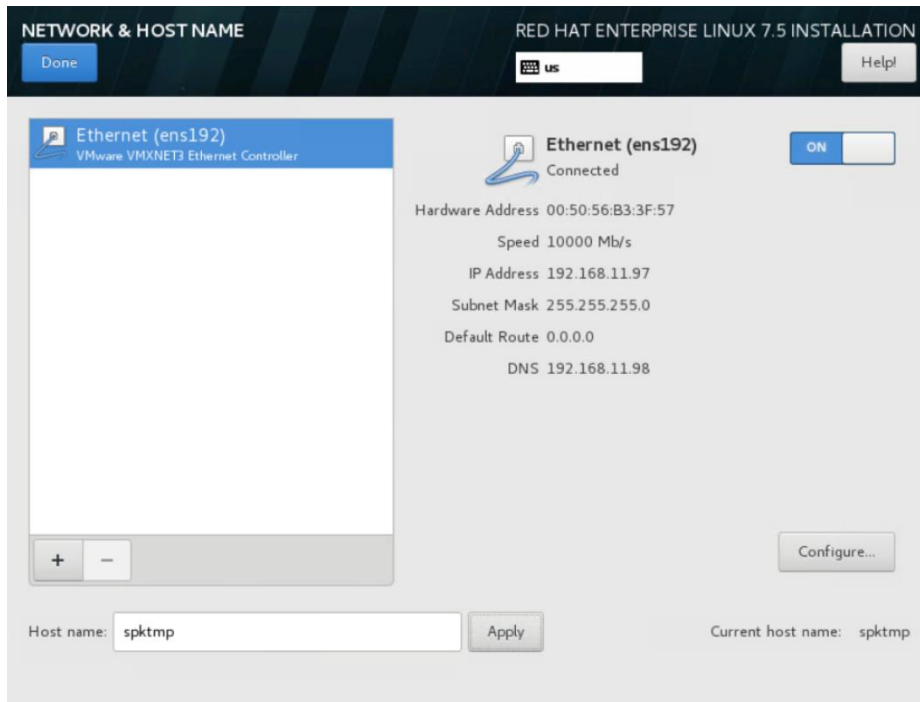 NETWORK & HOST NAME
RED HAT ENTERPRISE LINUX 7.5 INSTALLATION
Done
us
Help!
Ethernet (ens192)
VMware VMXNET3 Ethernet Controller
Ethernet (ens192)
Connected
ON
Hardware Address 00:50:56:B3:3F:57
Speed 10000 Mb/s
IP Address 192.168.11.97
Subnet Mask 255.255.255.0
Default Route 0.0.0.0
DNS 192.168.11.98
+ −
Configure...
Host name: spktmp Apply Current host name: spktmp